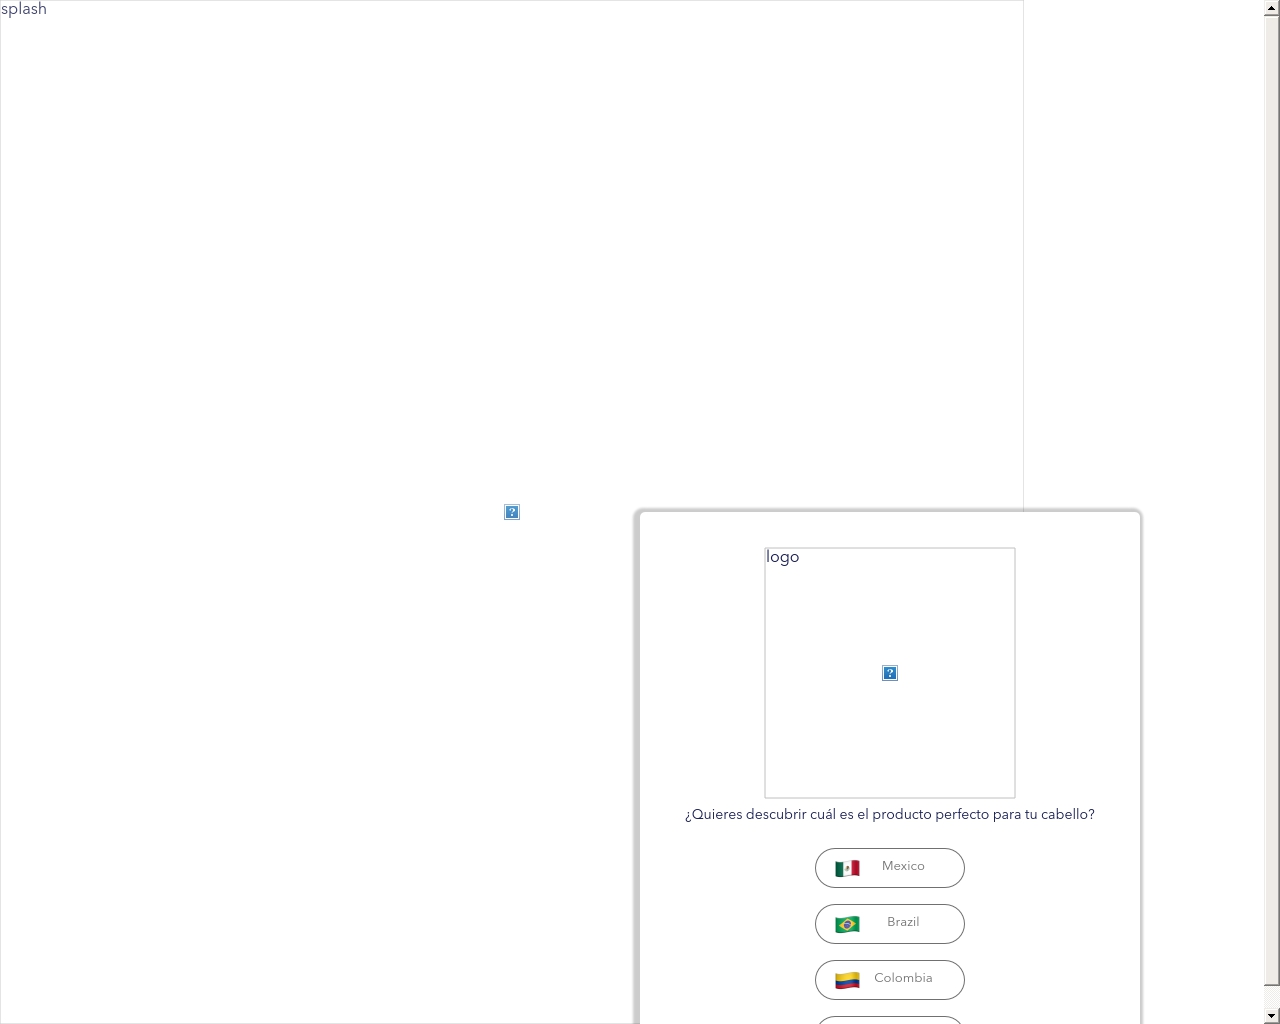 splash
logo
¿Quieres descubrir cuál es el producto perfecto para tu cabello?
Mexico
Brazil
Colombia